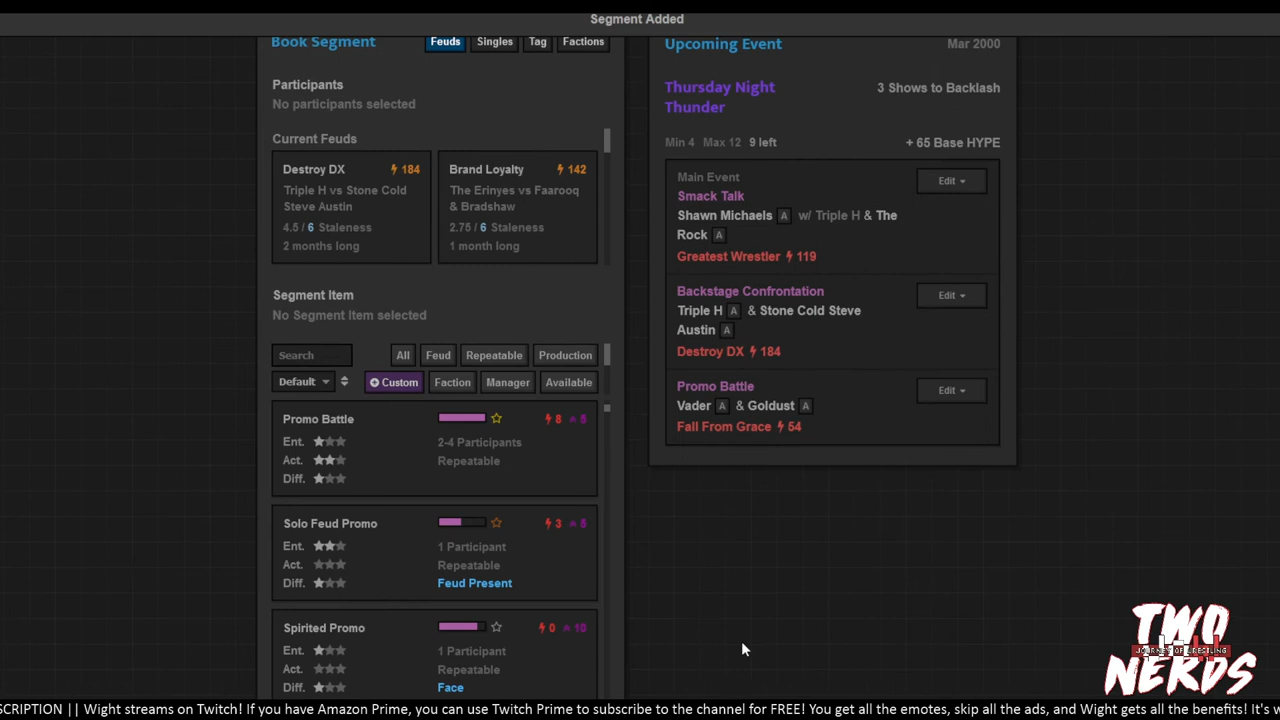 Segment Added
Book Segment
Feuds Singles Tag Factions
Participants
No participants selected
Current Feuds
Destroy DX 184
Triple H vs Stone Cold
Steve Austin
4.5 / 6 Staleness
2 months long
Brand Loyalty 142
The Erinyes vs Faarooq
& Bradshaw
2.75 / 6 Staleness
1 month long
Segment Item
No Segment Item selected
Search All Feud Repeatable Production
Default Custom Faction Manager Available
Promo Battle 8 5
Ent. 2-4 Participants
Act. Repeatable
Diff.
Solo Feud Promo 3 5
Ent. 1 Participant
Act. Repeatable
Diff. Feud Present
Spirited Promo 0 10
Ent. 1 Participant
Act. Repeatable
Diff. Face
Upcoming Event Mar 2000
Thursday Night
Thunder
3 Shows to Backlash
Min 4 Max 12 9 left + 65 Base HYPE
Main Event
Edit
Smack Talk
Shawn Michaels A w/ Triple H & The
Rock A
Greatest Wrestler 119
Backstage Confrontation
Edit
Triple H A & Stone Cold Steve
Austin A
Destroy DX 184
Promo Battle
Edit
Vader A & Goldust A
Fall From Grace 54
TWO
JOURNEY OF WRESTLING
NERDS
SCRIPTION || Wight streams on Twitch! If you have Amazon Prime, you can use Twitch Prime to subscribe to the channel for FREE! You get all the emotes, skip all the ads, and Wight gets all the benefits! It's w